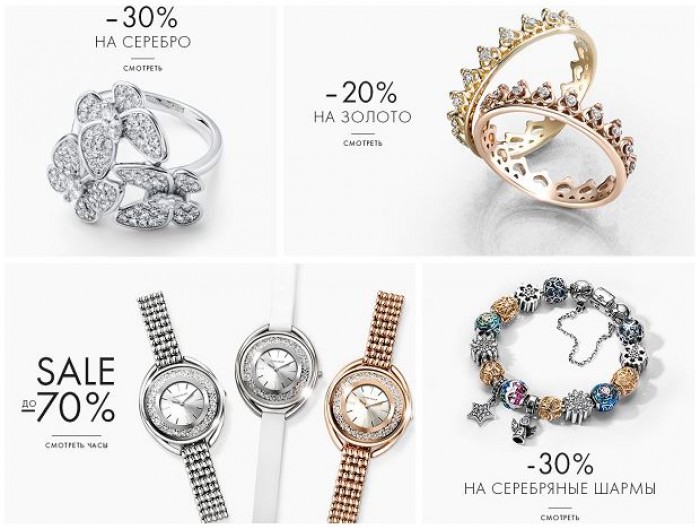 -30%
НА СЕРЕБРО
СМОТРЕТЬ
-20%
НА ЗОЛОТО
СМОТРЕТЬ
SALE
ДО 70%
СМОТРЕТЬ ЧАСЫ
-30%
НА СЕРЕБРЯНЫЕ ШАРМЫ
СМОТРЕТЬ